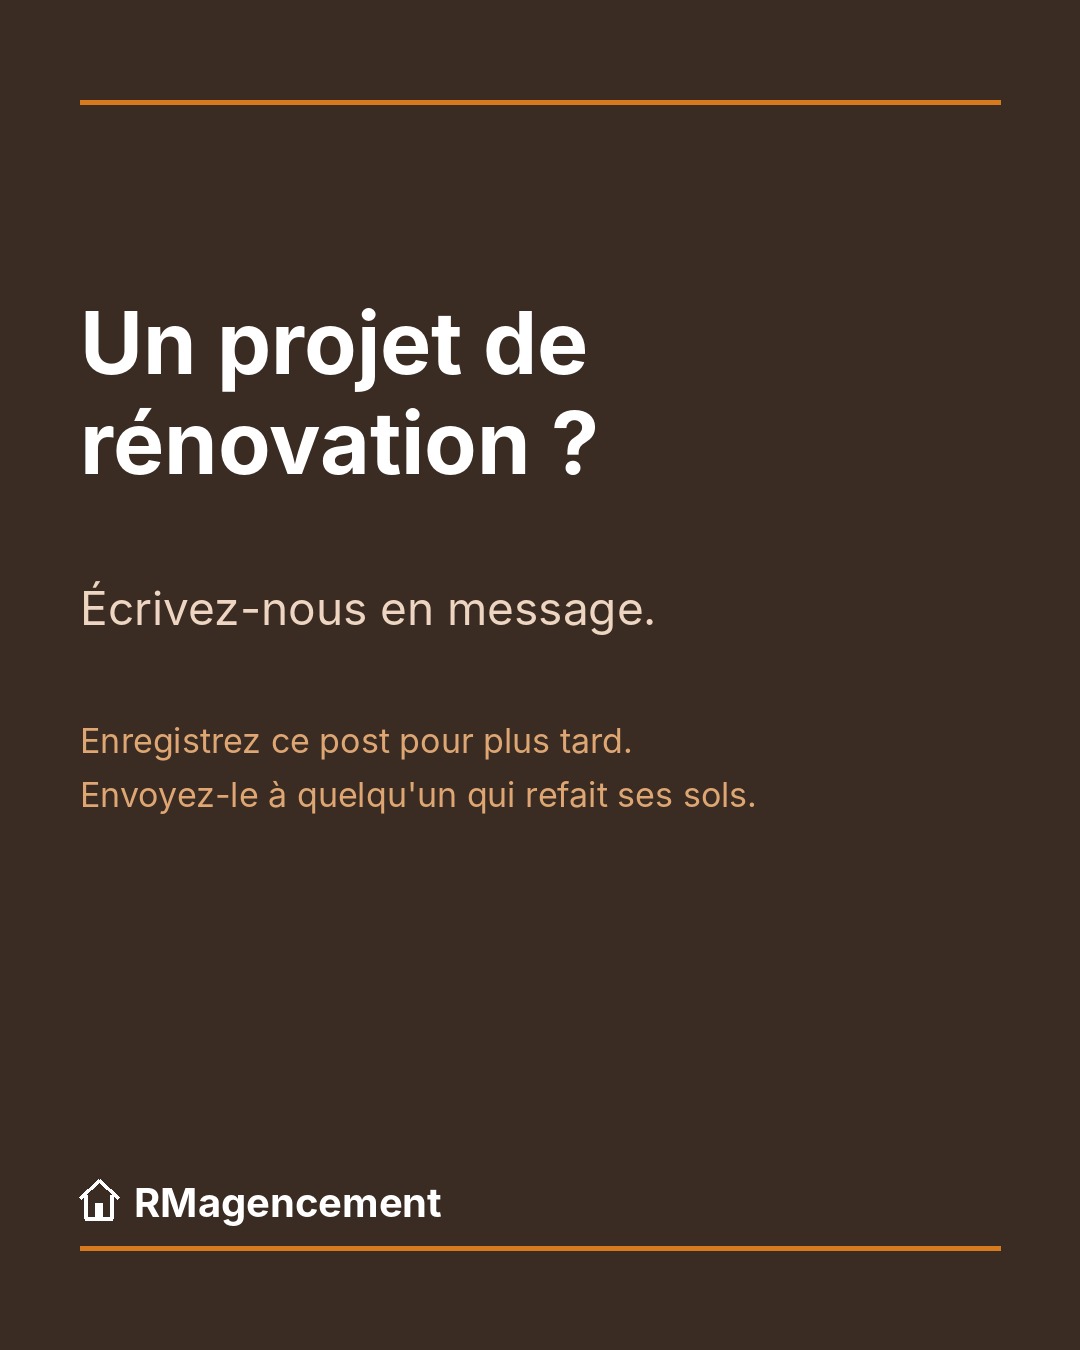 Un projet de
rénovation ?
Écrivez-nous en message.
Enregistrez ce post pour plus tard.
Envoyez-le à quelqu'un qui refait ses sols.
RMagencement